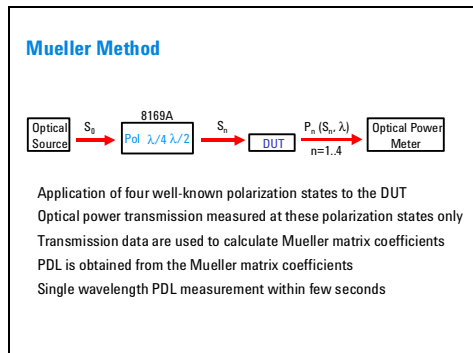 Mueller Method
8169A
Optical Source
S0
Pol λ/4 λ/2
Sn
DUT
Pn (Sn, λ)
n=1..4
Optical Power Meter
Application of four well-known polarization states to the DUT
Optical power transmission measured at these polarization states only
Transmission data are used to calculate Mueller matrix coefficients
PDL is obtained from the Mueller matrix coefficients
Single wavelength PDL measurement within few seconds